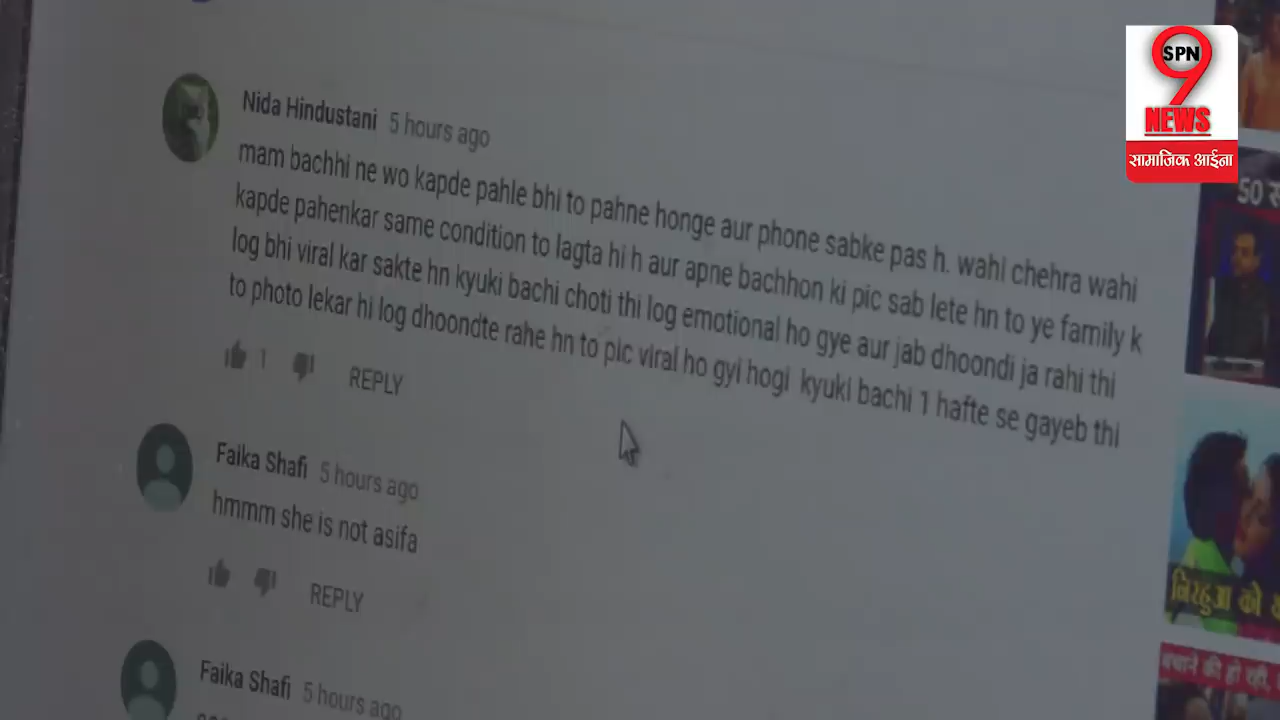 SPN
9
NEWS
सामाजिक आईना
Nida Hindustani 5 hours ago
mam bachhi ne wo kapde pahle bhi to pahne honge aur phone sabke pas h. wahi chehra wahi
kapde pahenkar same condition to lagta hi h aur apne bachhon ki pic sab lete hn to ye family k
log bhi viral kar sakte hn kyuki bachi choti thi log emotional ho gye aur jab dhoondi ja rahi thi
to photo lekar hi log dhoondte rahe hn to pic viral ho gyi hogi kyuki bachi 1 hafte se gayeb thi
1 REPLY
Faika Shafi 5 hours ago
hmmm she is not asifa
REPLY
Faika Shafi 5 hours ago
50
निरहुआ को
बचाने की हो रही